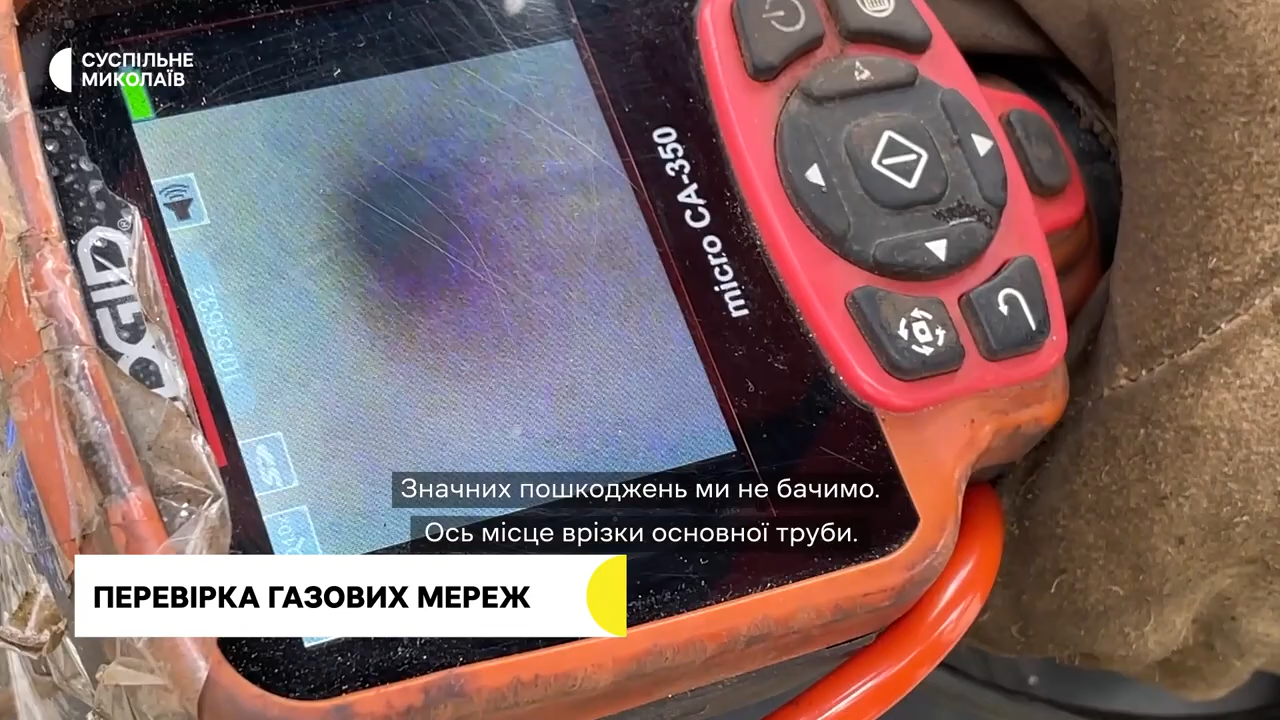 СУСПІЛЬНЕ
МИКОЛАЇВ
micro CA-350
Значних пошкоджень ми не бачимо.
Ось місце врізки основної труби.
ПЕРЕВІРКА ГАЗОВИХ МЕРЕЖ